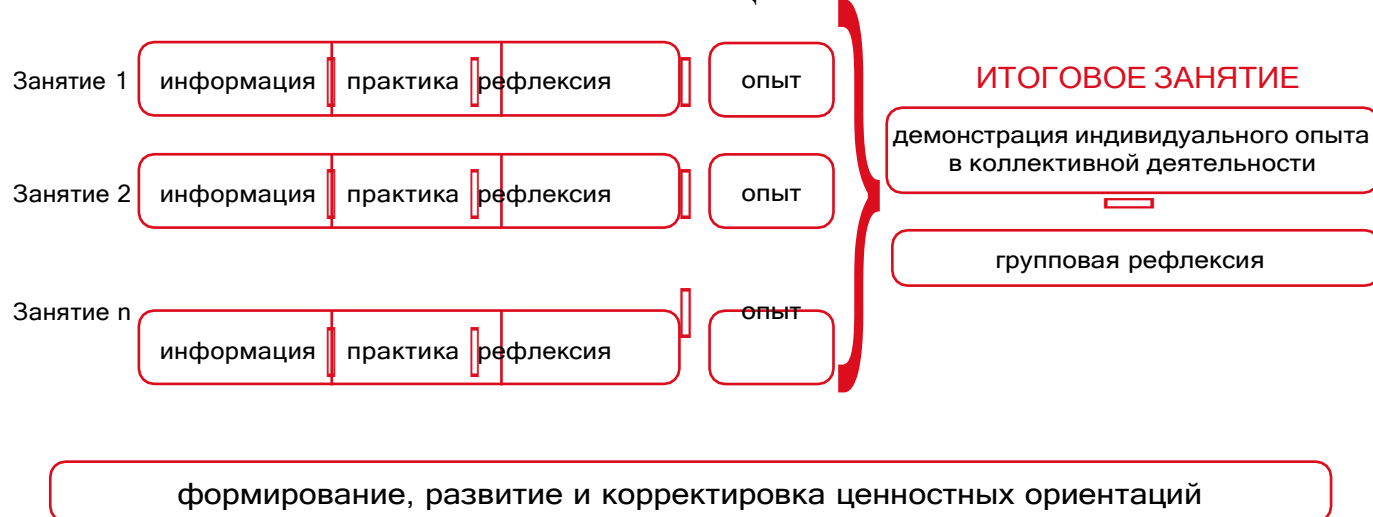 Занятие 1 информация практика рефлексия опыт
ИТОГОВОЕ ЗАНЯТИЕ
демонстрация индивидуального опыта
в коллективной деятельности
Занятие 2 информация практика рефлексия опыт
групповая рефлексия
Занятие n опыт
информация практика рефлексия
формирование, развитие и корректировка ценностных ориентаций